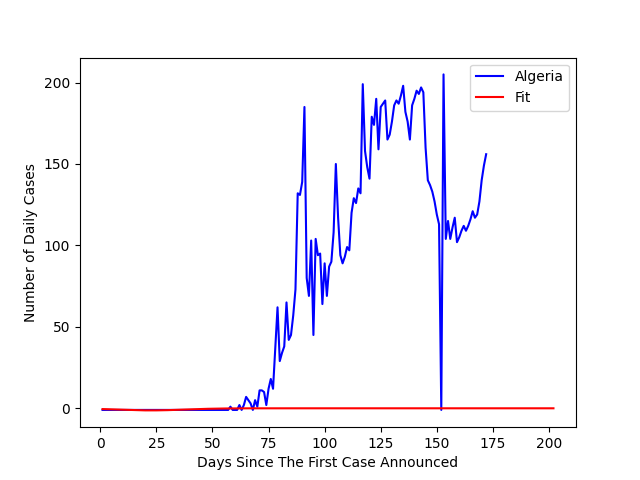 Algeria
Fit
Number of Daily Cases
200
150
100
50
0
0 25 50 75 100 125 150 175 200
Days Since The First Case Announced